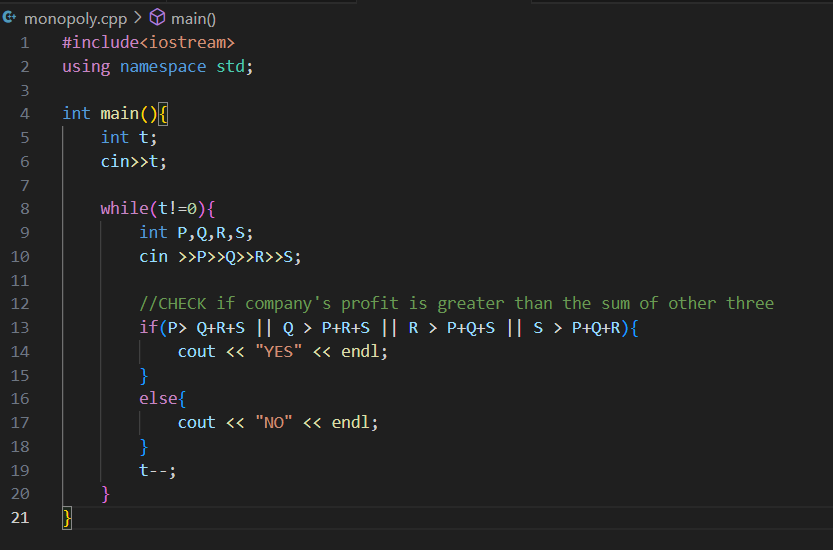 monopoly.cpp > main()
1 #include<iostream>
2 using namespace std;
3
4 int main(){
5     int t;
6     cin>>t;
7
8     while(t!=0){
9         int P,Q,R,S;
10         cin >>P>>Q>>R>>S;
11
12         //CHECK if company's profit is greater than the sum of other three
13         if(P> Q+R+S || Q > P+R+S || R > P+Q+S || S > P+Q+R){
14             cout << "YES" << endl;
15         }
16         else{
17             cout << "NO" << endl;
18         }
19         t--;
20     }
21 }